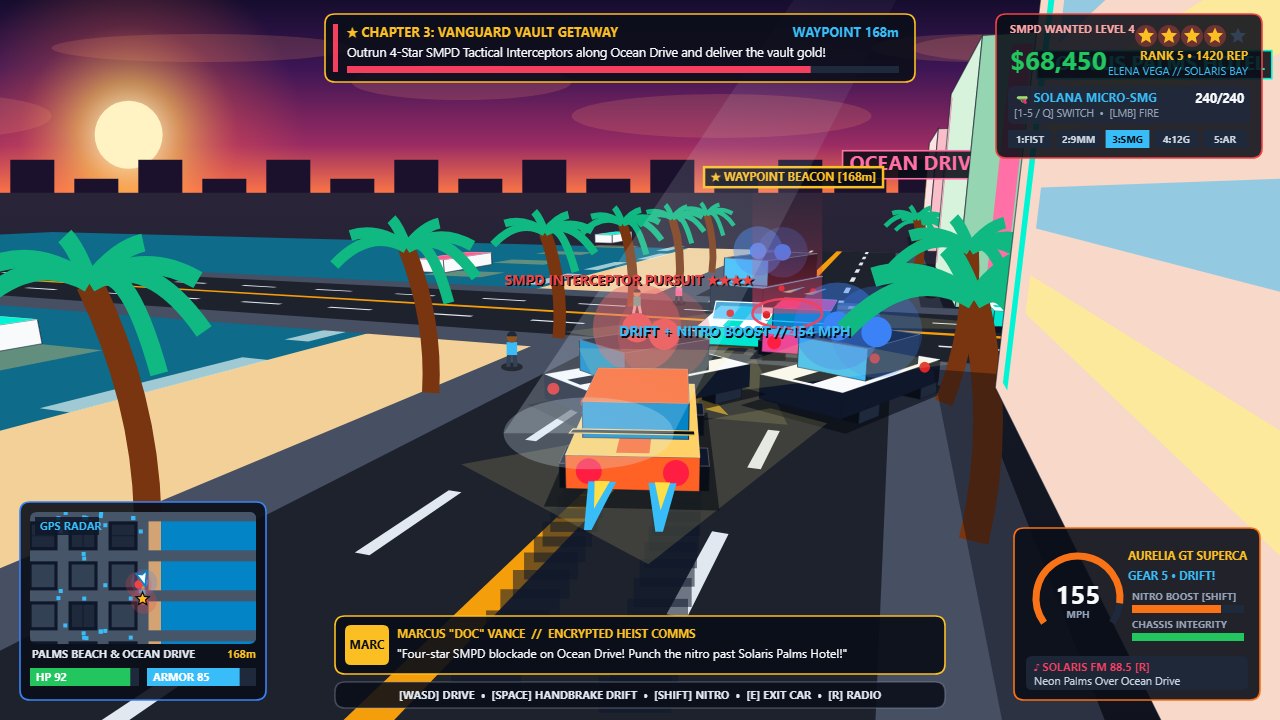 ★ CHAPTER 3: VANGUARD VAULT GETAWAY
WAYPOINT 168m
Outrun 4-Star SMPD Tactical Interceptors along Ocean Drive and deliver the vault gold!
SMPD WANTED LEVEL 4
$68,450
RANK 5 • 1420 REP
ELENA VEGA // SOLARIS BAY
SOLANA MICRO-SMG
240/240
[1-5 / Q] SWITCH • [LMB] FIRE
1:FIST
2:9MM
3:SMG
4:12G
5:AR
OCEAN DRIV
★ WAYPOINT BEACON [168m]
SMPD INTERCEPTOR PURSUIT ★★★★
DRIFT + NITRO BOOST // 154 MPH
GPS RADAR
PALMS BEACH & OCEAN DRIVE
168m
HP 92
ARMOR 85
MARC
MARCUS "DOC" VANCE // ENCRYPTED HEIST COMMS
"Four-star SMPD blockade on Ocean Drive! Punch the nitro past Solaris Palms Hotel!"
[WASD] DRIVE • [SPACE] HANDBRAKE DRIFT • [SHIFT] NITRO • [E] EXIT CAR • [R] RADIO
155
MPH
AURELIA GT SUPERCA
GEAR 5 • DRIFT!
NITRO BOOST [SHIFT]
CHASSIS INTEGRITY
♪ SOLARIS FM 88.5 [R]
Neon Palms Over Ocean Drive